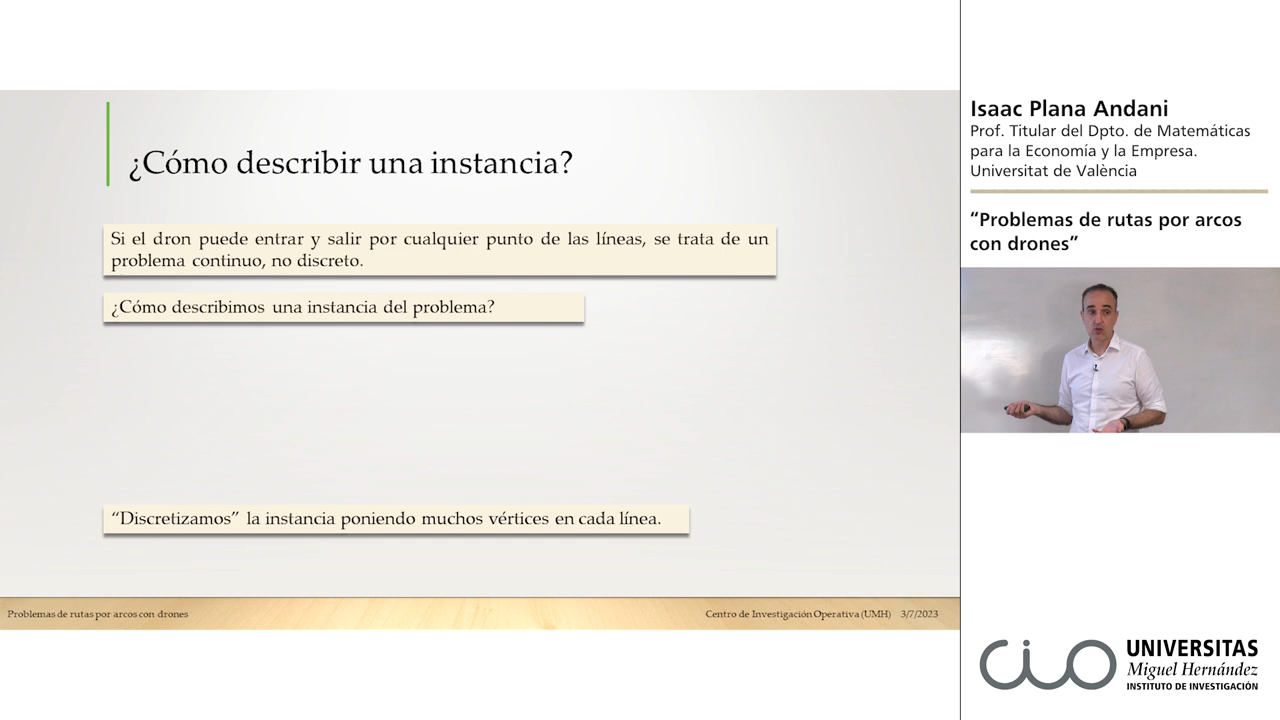 ¿Cómo describir una instancia?
Si el dron puede entrar y salir por cualquier punto de las líneas, se trata de un
problema continuo, no discreto.
¿Cómo describimos una instancia del problema?
“Discretizamos” la instancia poniendo muchos vértices en cada línea.
Problemas de rutas por arcos con drones
Centro de Investigación Operativa (UMH) 3/7/2023
Isaac Plana Andani
Prof. Titular del Dpto. de Matemáticas
para la Economía y la Empresa.
Universitat de València
“Problemas de rutas por arcos
con drones”
cio
UNIVERSITAS
Miguel Hernández
INSTITUTO DE INVESTIGACIÓN